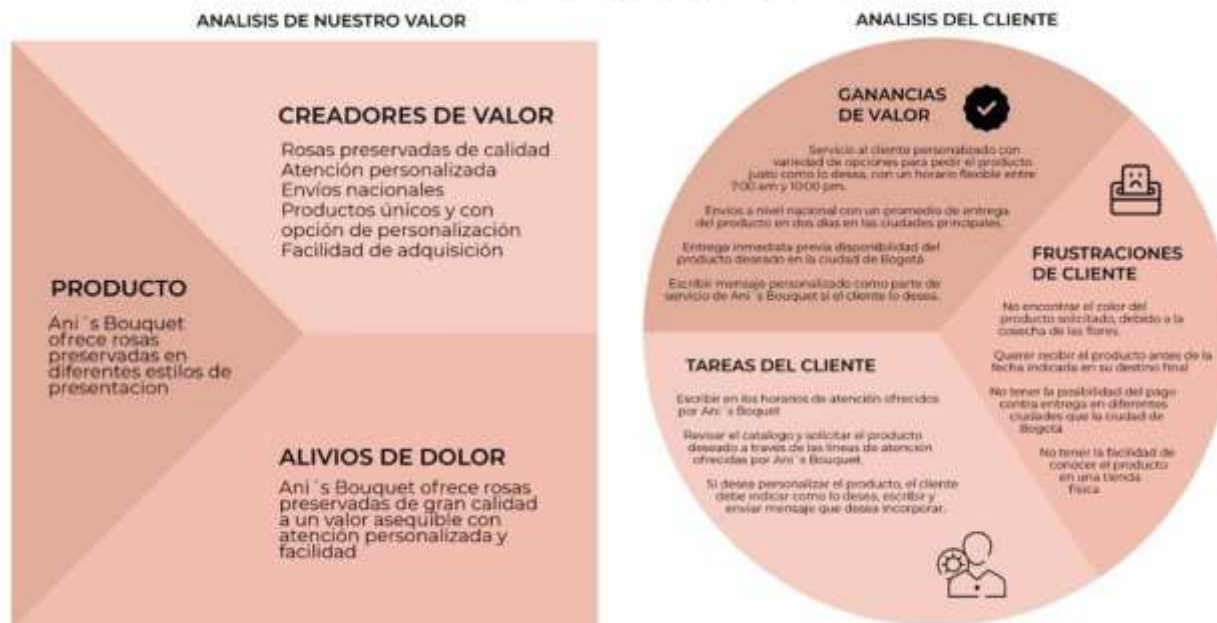 ANALISIS DE NUESTRO VALOR
CREADORES DE VALOR
Rosas preservadas de calidad
Atención personalizada
Envíos nacionales
Productos únicos y con
opción de personalización
Facilidad de adquisición
PRODUCTO
Ani´s Bouquet
ofrece rosas
preservadas en
diferentes estilos de
presentacion
ALIVIOS DE DOLOR
Ani´s Bouquet ofrece rosas
preservadas de gran calidad
a un valor asequible con
atención personalizada y
facilidad
ANALISIS DEL CLIENTE
GANANCIAS
DE VALOR
Servicio al cliente personalizado con
variedad de opciones para pedir el producto
justo como lo desea, con un horario flexible entre
7:00 am y 10:00 pm.
Envíos a nivel nacional con un promedio de entrega
del producto en dos días en las ciudades principales.
Entrega inmediata previa disponibilidad del
producto deseado en la ciudad de Bogotá
Escribir mensaje personalizado como parte de
servicio de Ani´s Bouquet si el cliente lo desea.
FRUSTRACIONES
DE CLIENTE
No encontrar el color del
producto solicitado, debido a la
cosecha de las flores.
Querer recibir el producto antes de la
fecha indicada en su destino final
No tener la posibilidad del pago
contra entrega en diferentes
ciudades que la ciudad de
Bogotá
No tener la facilidad de
conocer el producto
en una tienda
física
TAREAS DEL CLIENTE
Escribir en los horarios de atención ofrecidos
por Ani´s Boquet
Revisar el catalogo y solicitar el producto
deseado a traves de las líneas de atención
ofrecidas por Ani´s Bouquet.
Si desea personalizar el producto, el cliente
debe indicar como lo desea, escribir y
enviar mensaje que desea incorporar.